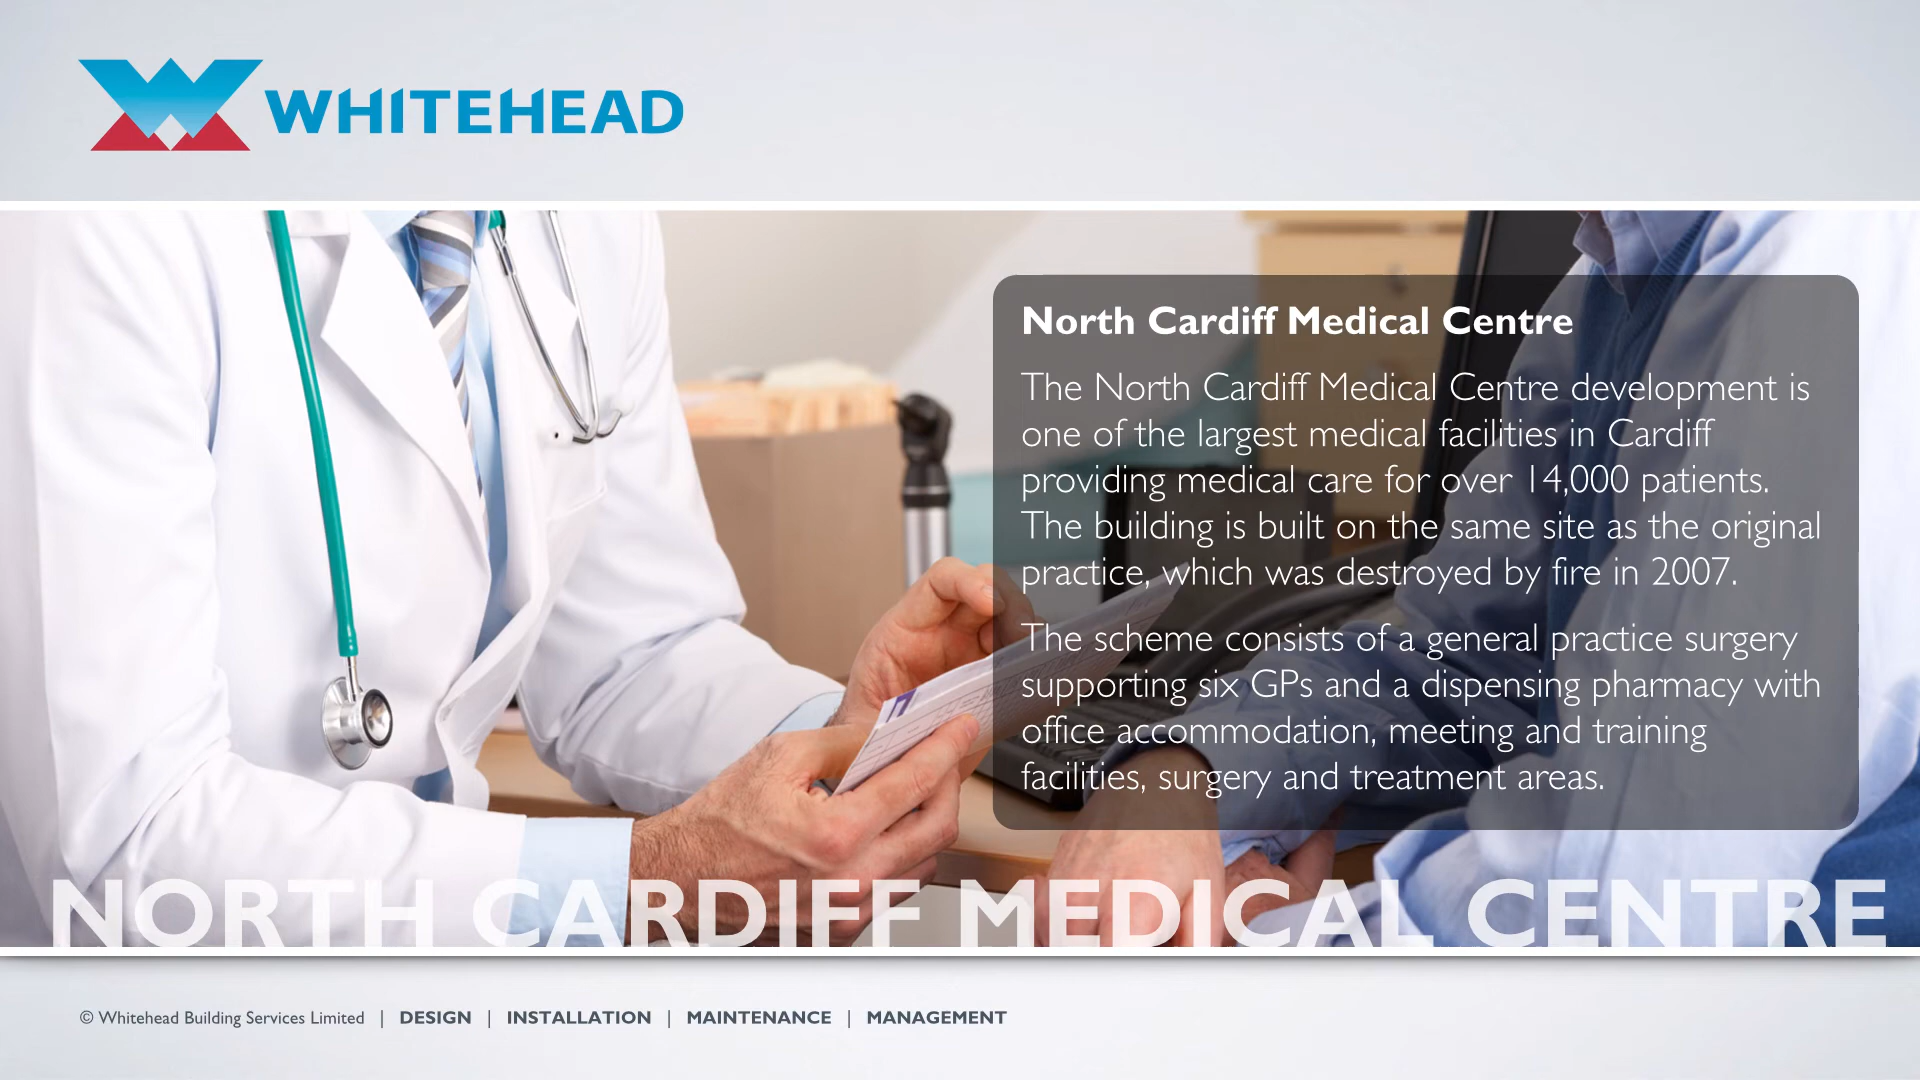 WHITEHEAD
North Cardiff Medical Centre
The North Cardiff Medical Centre development is
one of the largest medical facilities in Cardiff
providing medical care for over 14,000 patients.
The building is built on the same site as the original
practice, which was destroyed by fire in 2007.
The scheme consists of a general practice surgery
supporting six GPs and a dispensing pharmacy with
office accommodation, meeting and training
facilities, surgery and treatment areas.
NORTH CARDIFF MEDICAL CENTRE
© Whitehead Building Services Limited | DESIGN | INSTALLATION | MAINTENANCE | MANAGEMENT